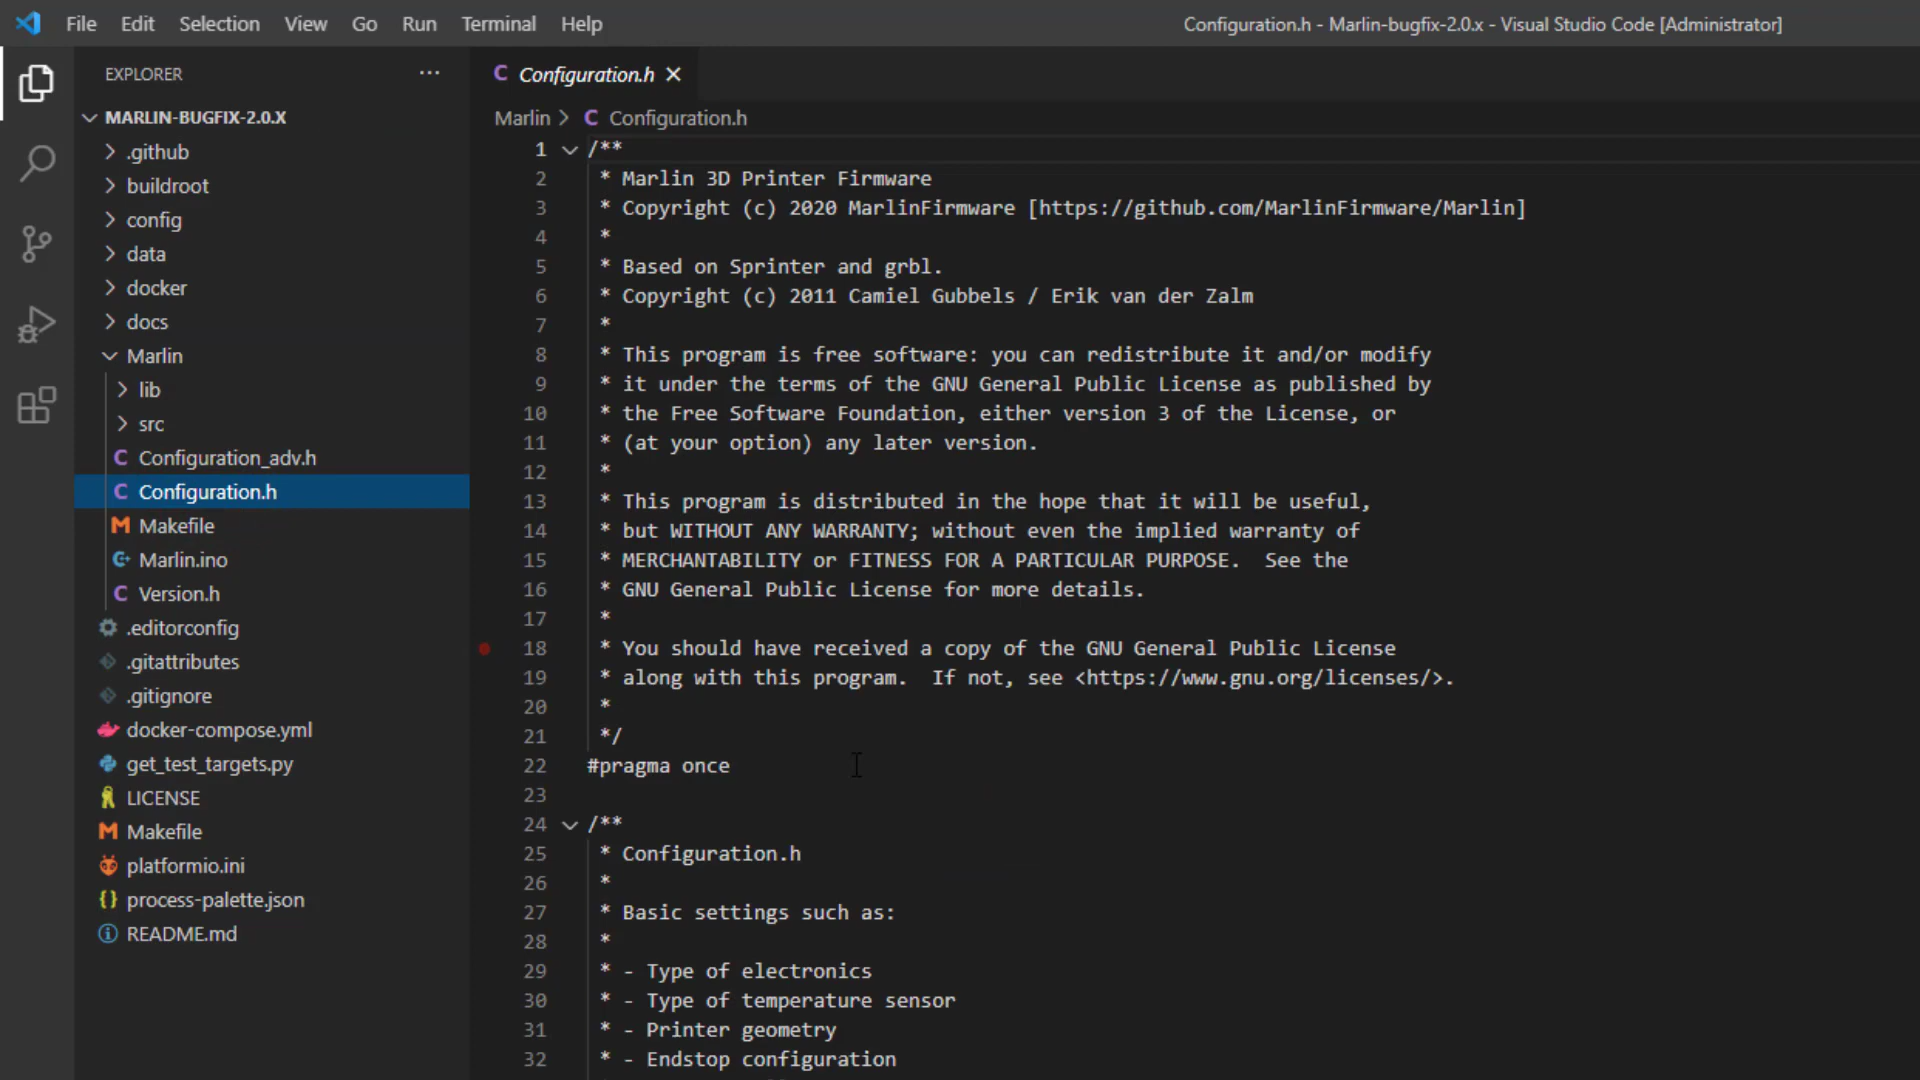 File Edit Selection View Go Run Terminal Help
Configuration.h - Marlin-bugfix-2.0.x - Visual Studio Code [Administrator]
EXPLORER
MARLIN-BUGFIX-2.0.X
.github
buildroot
config
data
docker
docs
Marlin
lib
src
C Configuration_adv.h
C Configuration.h
M Makefile
Marlin.ino
C Version.h
.editorconfig
.gitattributes
.gitignore
docker-compose.yml
get_test_targets.py
LICENSE
M Makefile
platformio.ini
{} process-palette.json
README.md
C Configuration.h
Marlin > C Configuration.h
1 /**
2 * Marlin 3D Printer Firmware
3 * Copyright (c) 2020 MarlinFirmware [https://github.com/MarlinFirmware/Marlin]
4 *
5 * Based on Sprinter and grbl.
6 * Copyright (c) 2011 Camiel Gubbels / Erik van der Zalm
7 *
8 * This program is free software: you can redistribute it and/or modify
9 * it under the terms of the GNU General Public License as published by
10 * the Free Software Foundation, either version 3 of the License, or
11 * (at your option) any later version.
12 *
13 * This program is distributed in the hope that it will be useful,
14 * but WITHOUT ANY WARRANTY; without even the implied warranty of
15 * MERCHANTABILITY or FITNESS FOR A PARTICULAR PURPOSE.  See the
16 * GNU General Public License for more details.
17 *
18 * You should have received a copy of the GNU General Public License
19 * along with this program.  If not, see <https://www.gnu.org/licenses/>.
20 *
21 */
22 #pragma once
23
24 /**
25 * Configuration.h
26 *
27 * Basic settings such as:
28 *
29 * - Type of electronics
30 * - Type of temperature sensor
31 * - Printer geometry
32 * - Endstop configuration